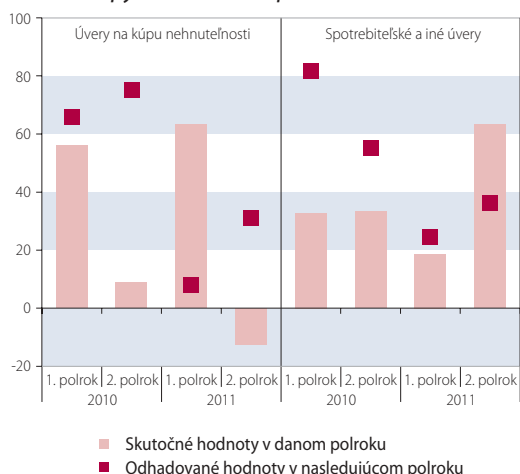 100
Úvery na kúpu nehnuteľnosti
Spotrebiteľské a iné úvery
80
60
40
20
0
-20
1. polrok 2. polrok 1. polrok 2. polrok 1. polrok 2. polrok 1. polrok 2. polrok
2010 2011 2010 2011
Skutočné hodnoty v danom polroku
Odhadované hodnoty v nasledujúcom polroku